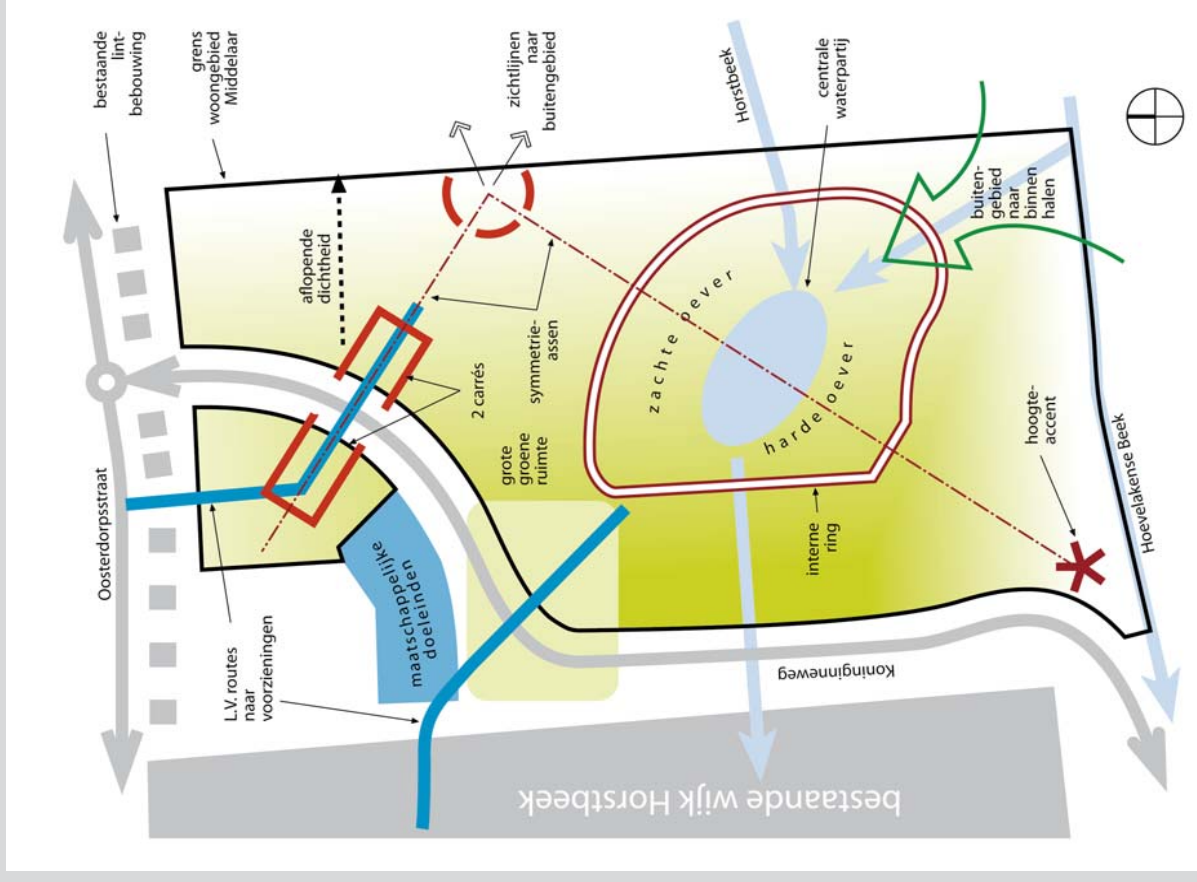 bestaande
lint-
bebouwing
grens
woongebied
Middelaar
zichtlijnen
naar
buitengebied
Horstbeek
centrale
waterpartij
Oosterdorpsstraat
aflopende
dichtheid
buiten-
gebied
naar
binnen
halen
symmetrie-
assen
2 carrés
zachte oever
harde oever
grote
groene
ruimte
hoogte-
accent
Hoevelakense Beek
interne
ring
L.V. routes
naar
voorzieningen
maatschappelijke
doeleinden
Koninginneweg
bestaande wijk Horstbeek